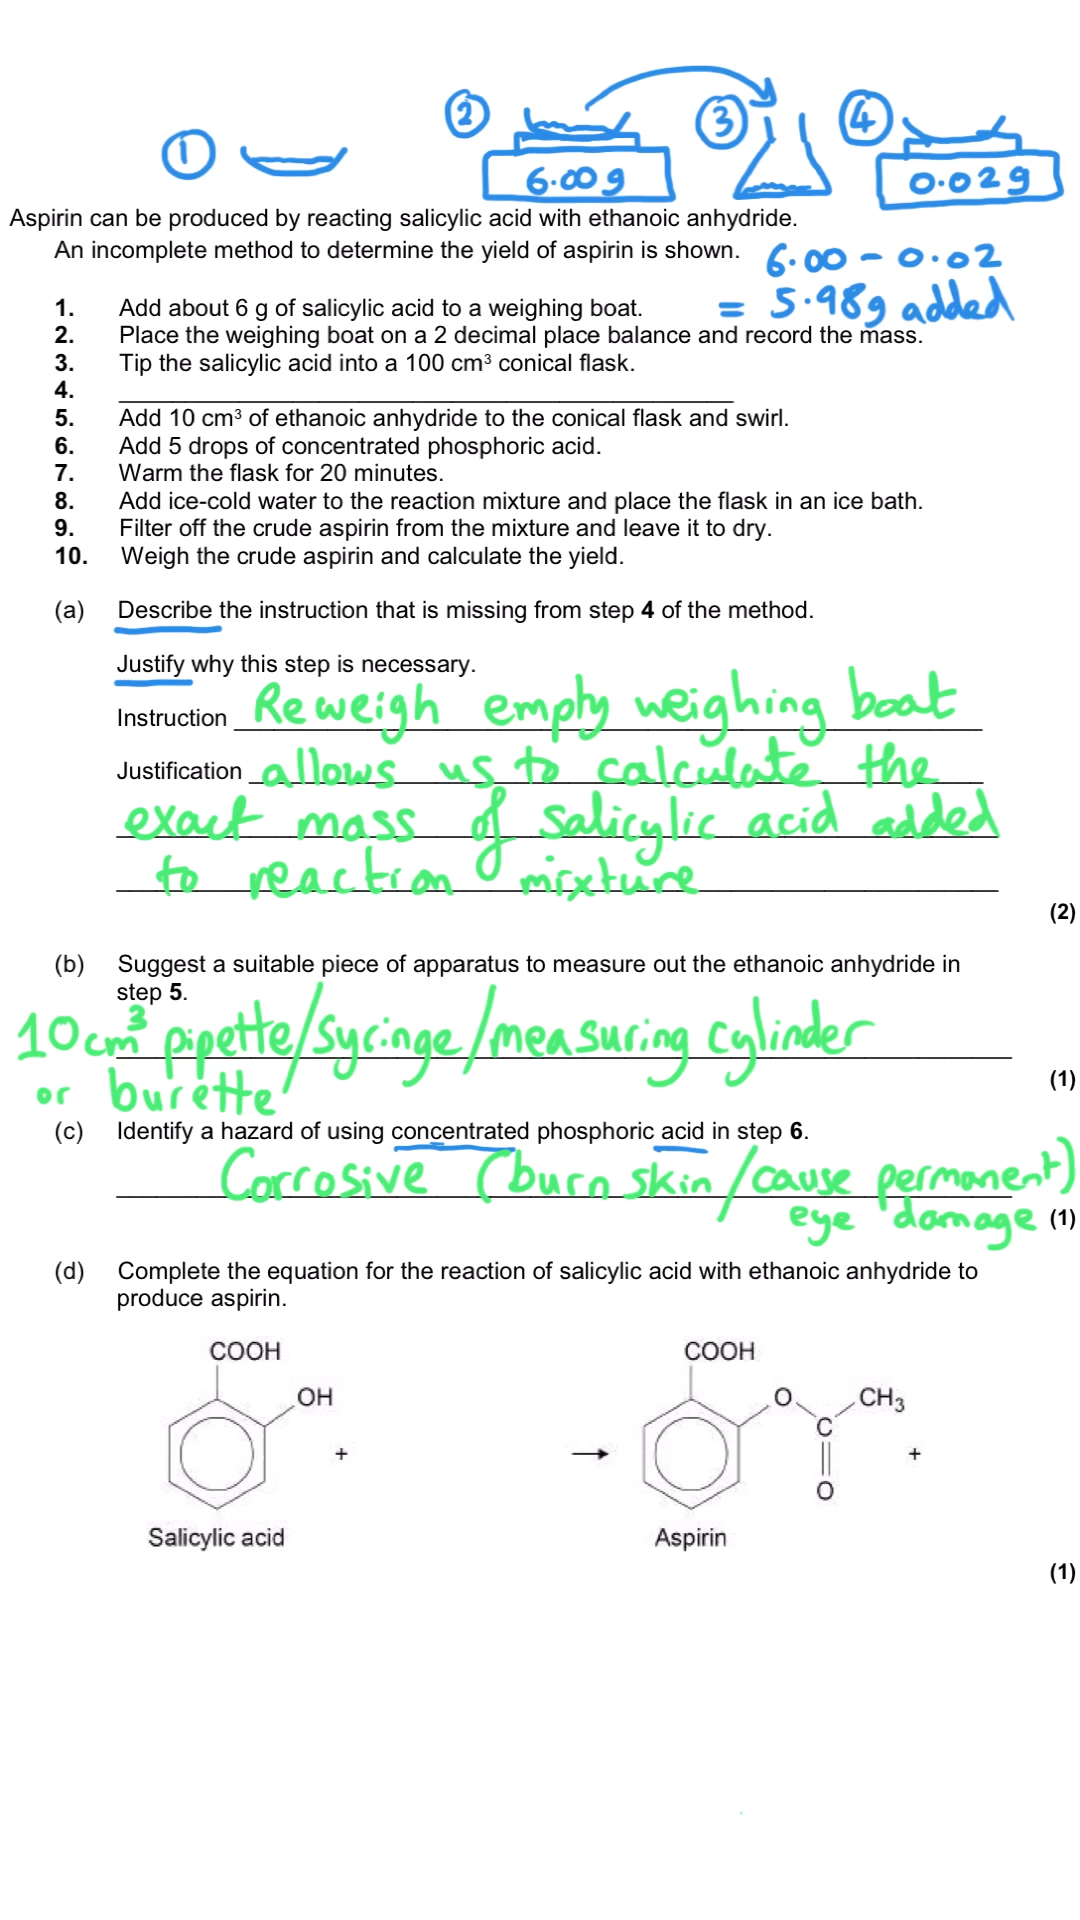 ① ② 6.00g ③ ④ 0.02g
Aspirin can be produced by reacting salicylic acid with ethanoic anhydride.
An incomplete method to determine the yield of aspirin is shown.
6.00 - 0.02
= 5.98g added
1. Add about 6 g of salicylic acid to a weighing boat.
2. Place the weighing boat on a 2 decimal place balance and record the mass.
3. Tip the salicylic acid into a 100 cm³ conical flask.
4. ____
5. Add 10 cm³ of ethanoic anhydride to the conical flask and swirl.
6. Add 5 drops of concentrated phosphoric acid.
7. Warm the flask for 20 minutes.
8. Add ice-cold water to the reaction mixture and place the flask in an ice bath.
9. Filter off the crude aspirin from the mixture and leave it to dry.
10. Weigh the crude aspirin and calculate the yield.
(a) Describe the instruction that is missing from step 4 of the method.
Justify why this step is necessary.
Instruction Reweigh empty weighing boat
Justification allows us to calculate the
exact mass of salicylic acid added
to reaction mixture
(2)
(b) Suggest a suitable piece of apparatus to measure out the ethanoic anhydride in
step 5.
10cm³ pipette/syringe/measuring cylinder
or burette
(1)
(c) Identify a hazard of using concentrated phosphoric acid in step 6.
Corrosive (burn skin/cause permanent)
eye damage
(1)
(d) Complete the equation for the reaction of salicylic acid with ethanoic anhydride to
produce aspirin.
COOH COOH
OH O CH₃
C
+ → +
O
Salicylic acid Aspirin
(1)